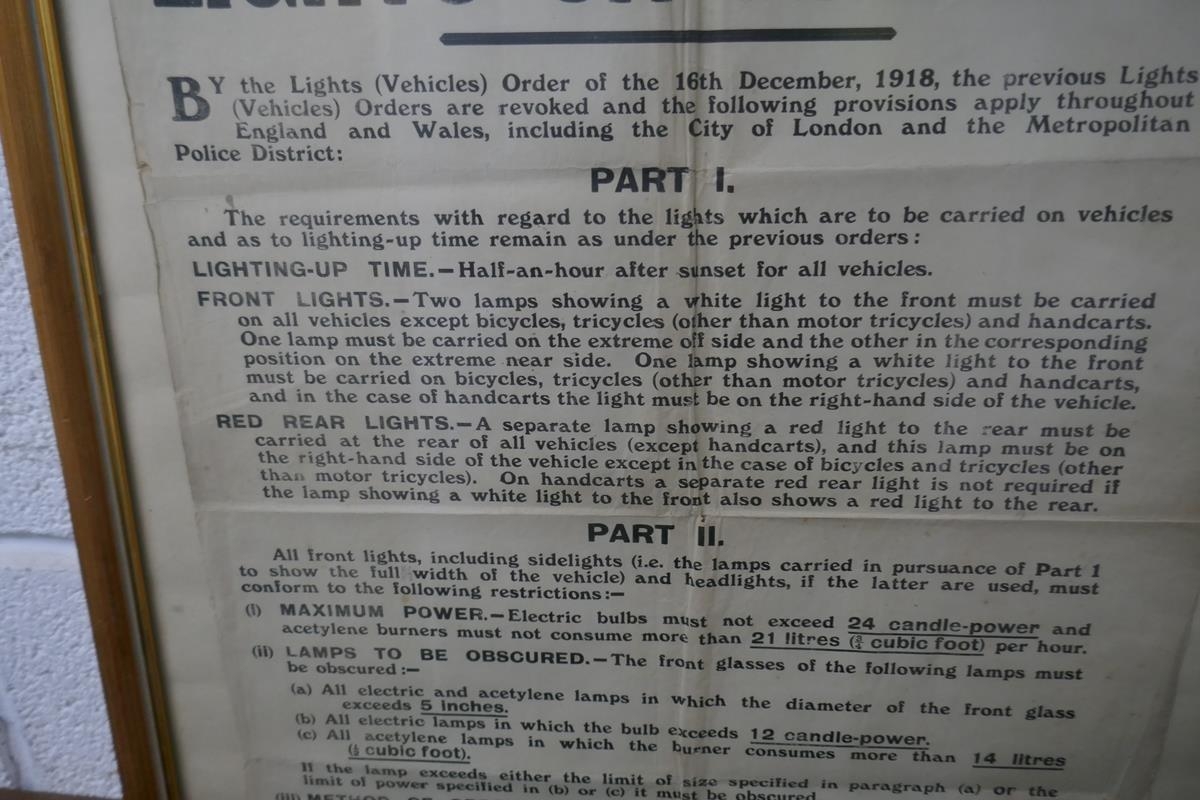 BY the Lights (Vehicles) Order of the 16th December, 1918, the previous Lights
(Vehicles) Orders are revoked and the following provisions apply throughout
England and Wales, including the City of London and the Metropolitan
Police District:
PART I.
The requirements with regard to the lights which are to be carried on vehicles
and as to lighting-up time remain as under the previous orders:
LIGHTING-UP TIME.—Half-an-hour after sunset for all vehicles.
FRONT LIGHTS.—Two lamps showing a white light to the front must be carried
on all vehicles except bicycles, tricycles (other than motor tricycles) and handcarts.
One lamp must be carried on the extreme off side and the other in the corresponding
position on the extreme near side. One lamp showing a white light to the front
must be carried on bicycles, tricycles (other than motor tricycles) and handcarts,
and in the case of handcarts the light must be on the right-hand side of the vehicle.
RED REAR LIGHTS.—A separate lamp showing a red light to the rear must be
carried at the rear of all vehicles (except handcarts), and this lamp must be on
the right-hand side of the vehicle except in the case of bicycles and tricycles (other
than motor tricycles). On handcarts a separate red rear light is not required if
the lamp showing a white light to the front also shows a red light to the rear.
PART II.
All front lights, including sidelights (i.e. the lamps carried in pursuance of Part 1
to show the full width of the vehicle) and headlights, if the latter are used, must
conform to the following restrictions:—
(i) MAXIMUM POWER.—Electric bulbs must not exceed 24 candle-power and
acetylene burners must not consume more than 21 litres (¾ cubic foot) per hour.
(ii) LAMPS TO BE OBSCURED.—The front glasses of the following lamps must
be obscured:—
(a) All electric and acetylene lamps in which the diameter of the front glass
exceeds 5 inches.
(b) All electric lamps in which the bulb exceeds 12 candle-power.
(c) All acetylene lamps in which the burner consumes more than 14 litres
(½ cubic foot).
If the lamp exceeds either the limit of size specified in paragraph (a) or the
limit of power specified in (b) or (c) it must be obscured.
(iii) METHOD OF